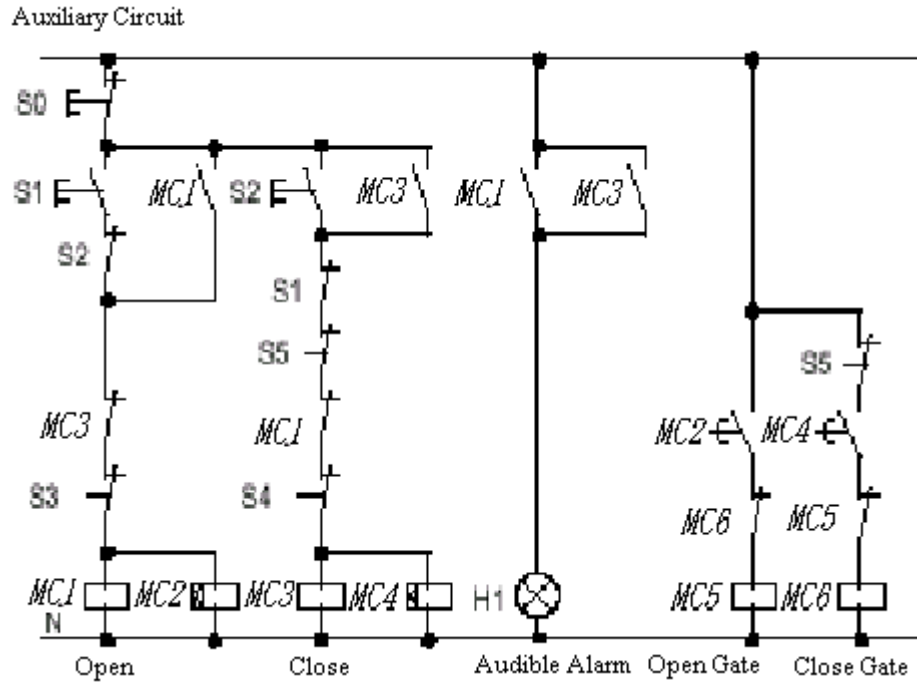 Auxiliary Circuit
S0
S1 MC1 S2 MC3 MC1 MC3
S2
S1
S5 S5
MC3 MC1 MC2 MC4
S3 S4
MC6 MC5
MC1 MC2 MC3 MC4 H1 MC5 MC6
N
Open Close Audible Alarm Open Gate Close Gate